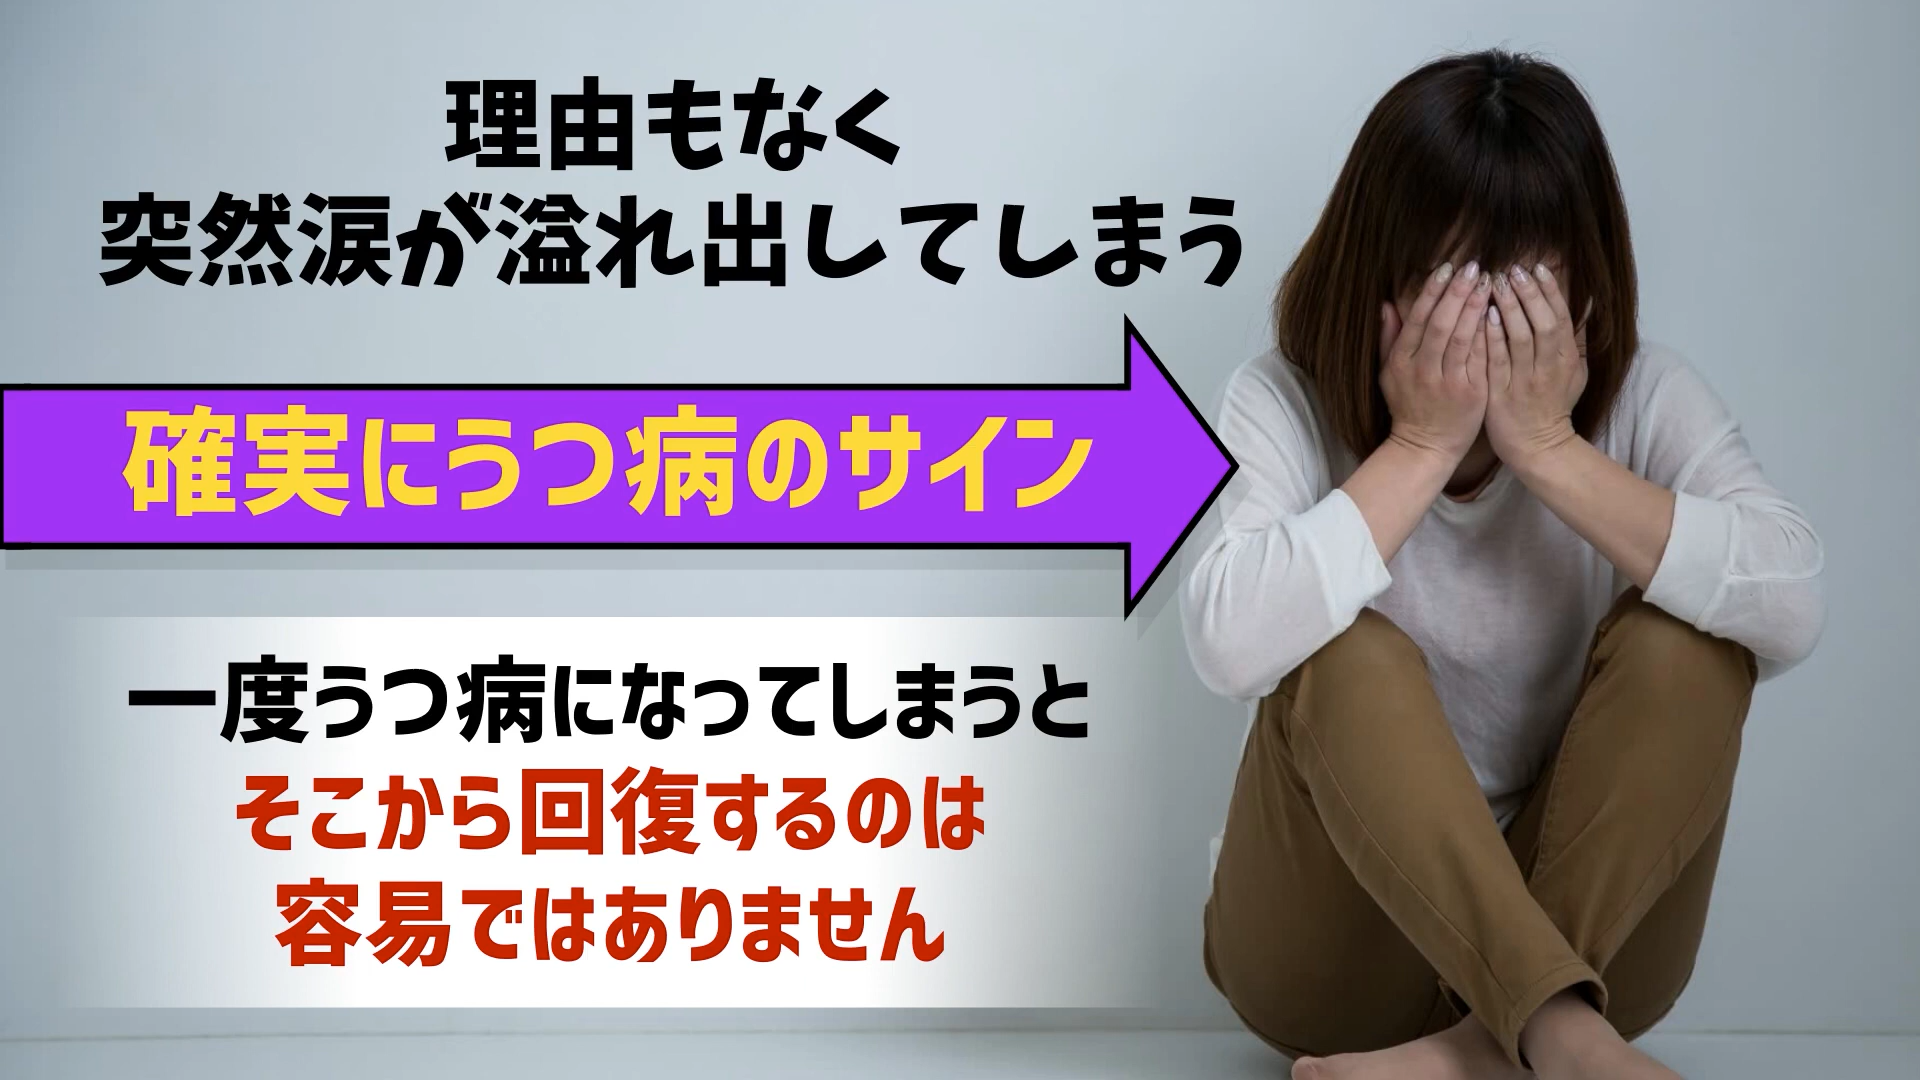 理由もなく
突然涙が溢れ出してしまう
確実にうつ病のサイン
一度うつ病になってしまうと
そこから回復するのは
容易ではありません